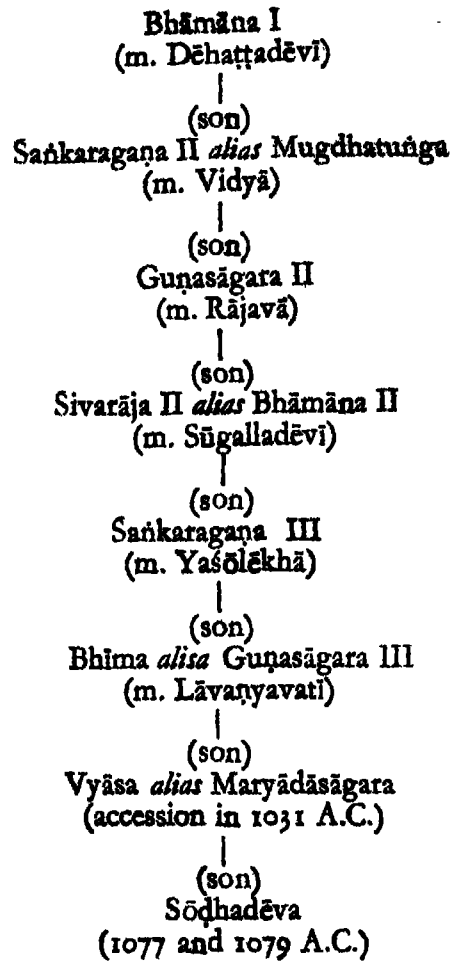 Bhāmāna I
(m. Dēhaṭṭadēvī)
(son)
Saṅkaragaṇa II alias Mugdhatuṅga
(m. Vidyā)
(son)
Guṇasāgara II
(m. Rājavā)
(son)
Sivarāja II alias Bhāmāna II
(m. Sūgalladēvī)
(son)
Śaṅkaragaṇa III
(m. Yaśōlēkhā)
(son)
Bhīma alisa Guṇasāgara III
(m. Lāvaṇyavatī)
(son)
Vyāsa alias Maryādāsāgara
(accession in 1031 A.C.)
(son)
Sōḍhadēva
(1077 and 1079 A.C.)